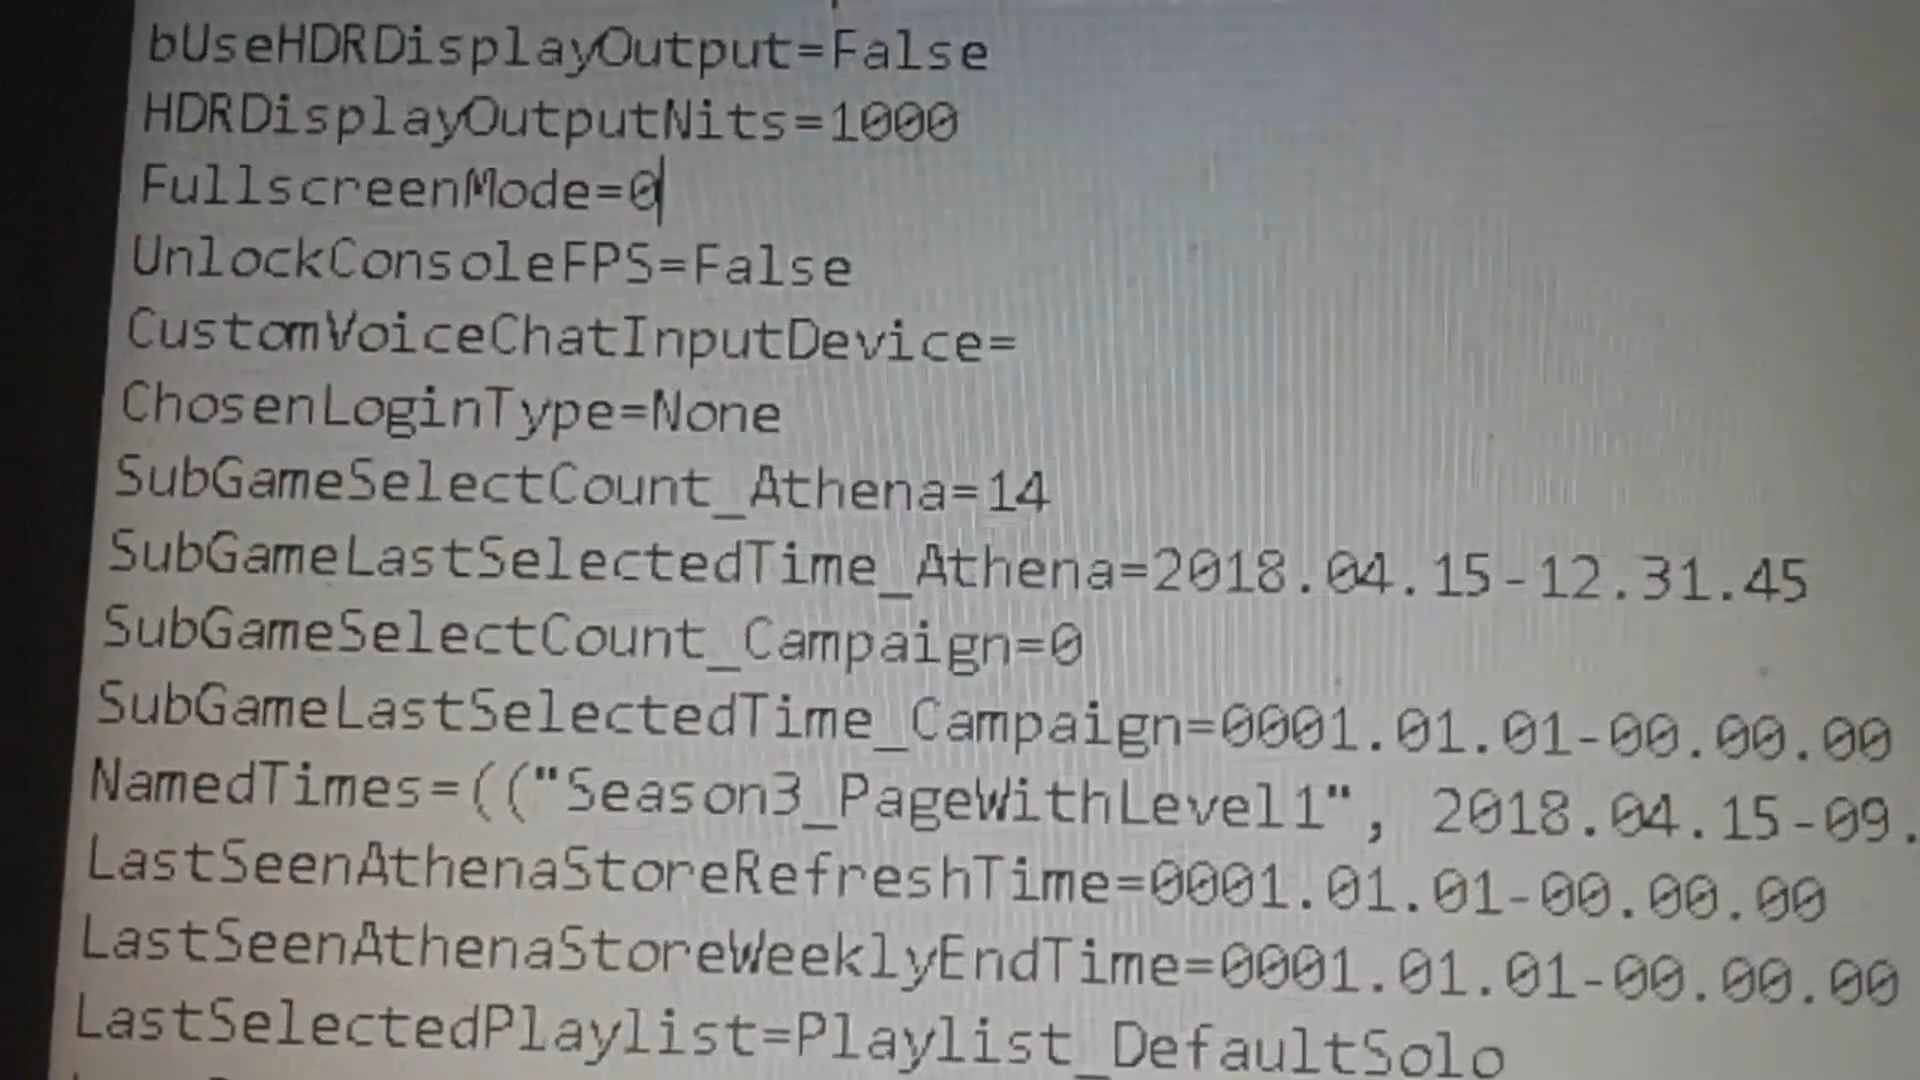 bUseHDRDisplayOutput=False
HDRDisplayOutputNits=1000
FullscreenMode=0
UnlockConsoleFPS=False
CustomVoiceChatInputDevice=
ChosenLoginType=None
SubGameSelectCount_Athena=14
SubGameLastSelectedTime_Athena=2018.04.15-12.31.45
SubGameSelectCount_Campaign=0
SubGameLastSelectedTime_Campaign=0001.01.01-00.00.00
NamedTimes=(("Season3_PageWithLevel1", 2018.04.15-09.
LastSeenAthenaStoreRefreshTime=0001.01.01-00.00.00
LastSeenAthenaStoreWeeklyEndTime=0001.01.01-00.00.00
LastSelectedPlaylist=Playlist_DefaultSolo